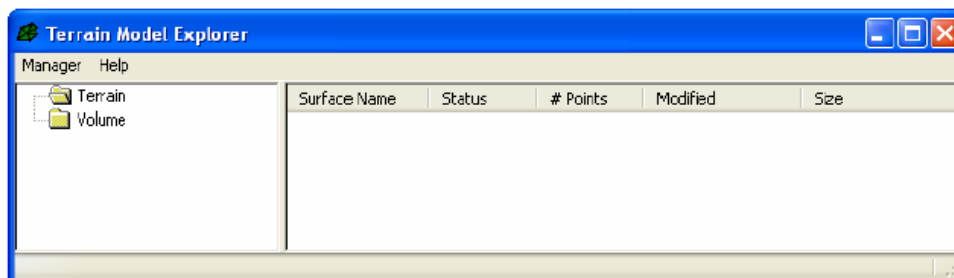 Terrain Model Explorer
Manager Help
Terrain
Volume
Surface Name Status # Points Modified Size